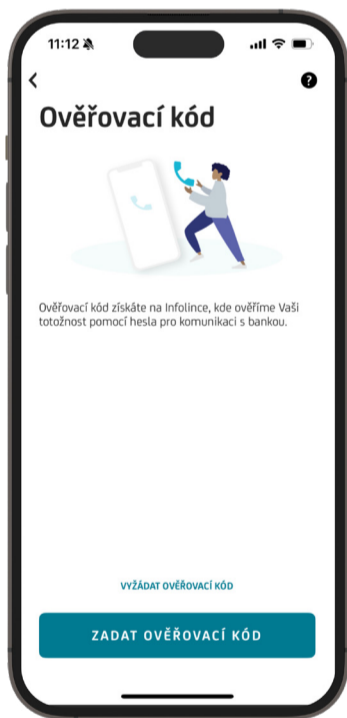 11:12
?
Ověřovací kód
Ověřovací kód získáte na Infolince, kde ověříme Vaši
totožnost pomocí hesla pro komunikaci s bankou.
VYŽÁDAT OVĚŘOVACÍ KÓD
ZADAT OVĚŘOVACÍ KÓD